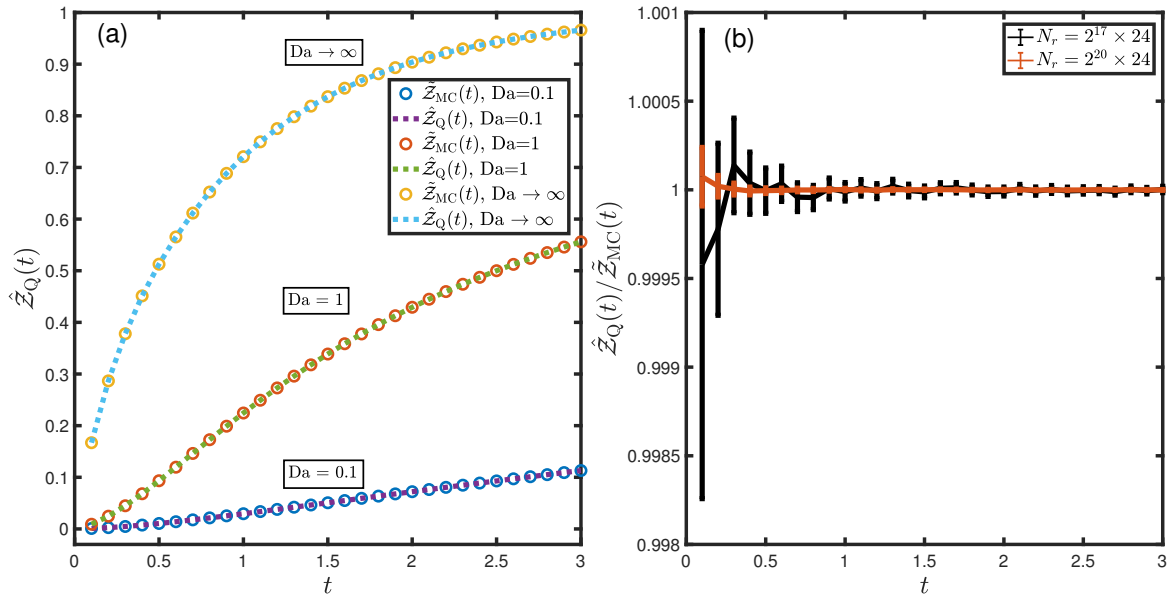 (a)
Da → ∞
Da = 1
Da = 0.1
𝒵̃_MC(t), Da=0.1
𝒵̂_Q(t), Da=0.1
𝒵̃_MC(t), Da=1
𝒵̂_Q(t), Da=1
𝒵̃_MC(t), Da → ∞
𝒵̂_Q(t), Da → ∞
𝒵̂_Q(t)
1
0.9
0.8
0.7
0.6
0.5
0.4
0.3
0.2
0.1
0
0 0.5 1 1.5 2 2.5 3
t
(b)
N_r = 2^17 × 24
N_r = 2^20 × 24
𝒵̂_Q(t)/𝒵̃_MC(t)
1.001
1.0005
1
0.9995
0.999
0.9985
0.998
0 0.5 1 1.5 2 2.5 3
t